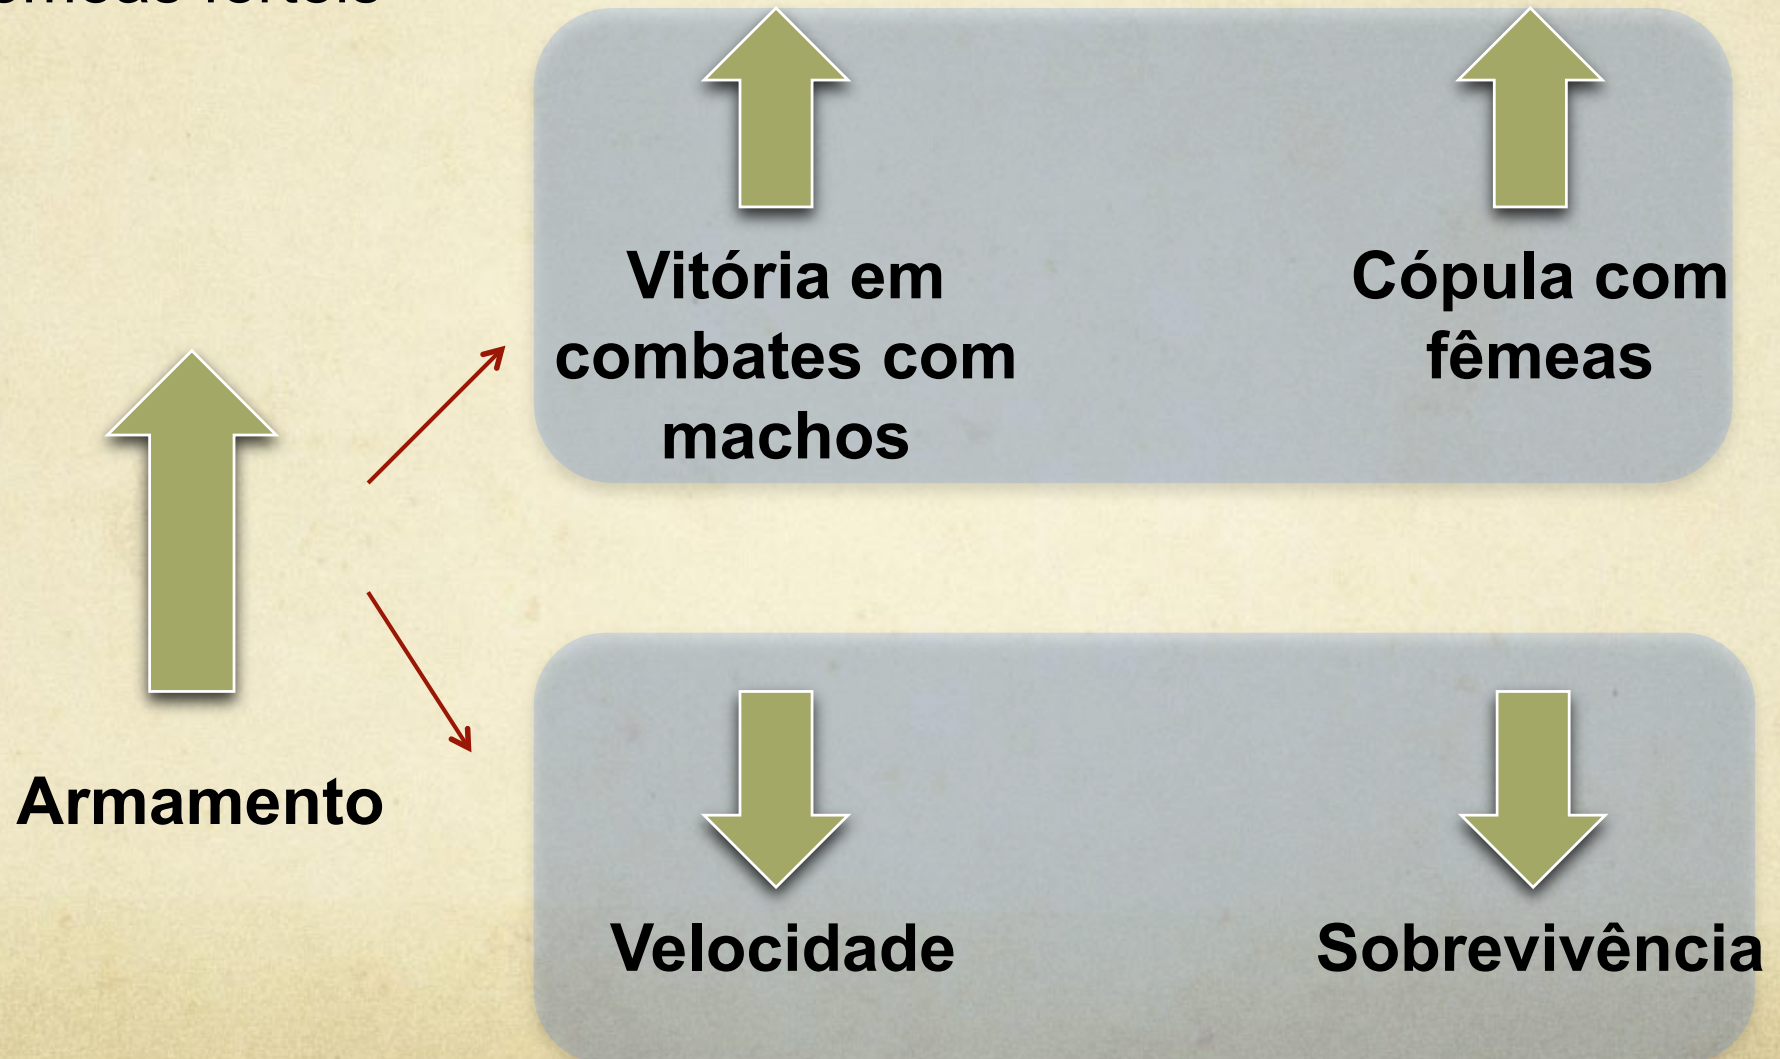 Vitória em
combates com
machos
Cópula com
fêmeas
Armamento
Velocidade
Sobrevivência